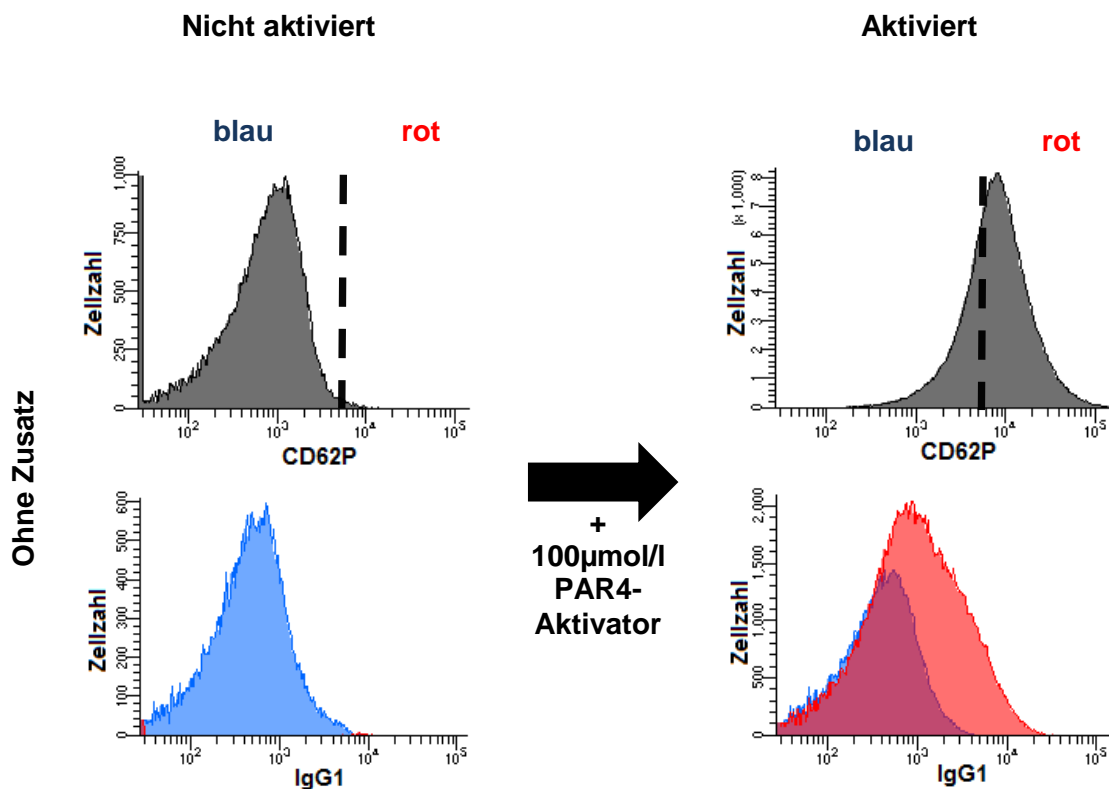 Nicht aktiviert
Aktiviert
blau rot
blau rot
1,000
750
500
250
0
Zellzahl
10² 10³ 10⁴ 10⁵
CD62P
(x 1,000)
8
7
6
5
4
3
2
1
0
Zellzahl
10² 10³ 10⁴ 10⁵
CD62P
Ohne Zusatz
600
500
400
300
200
100
0
Zellzahl
10² 10³ 10⁴ 10⁵
IgG1
+
100µmol/l
PAR4-
Aktivator
2,000
1,500
1,000
500
0
Zellzahl
10² 10³ 10⁴ 10⁵
IgG1